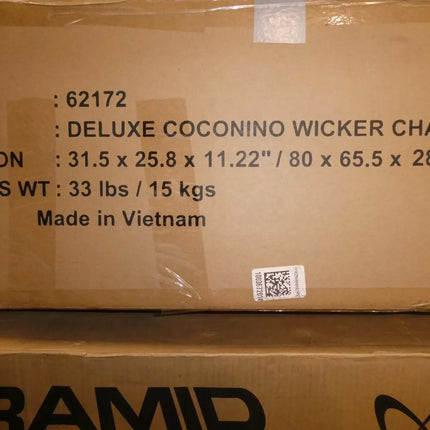 : 62172
: DELUXE COCONINO WICKER CHA
ON : 31.5 x 25.8 x 11.22" / 80 x 65.5 x 28
S WT : 33 lbs / 15 kgs
Made in Vietnam
RAMID